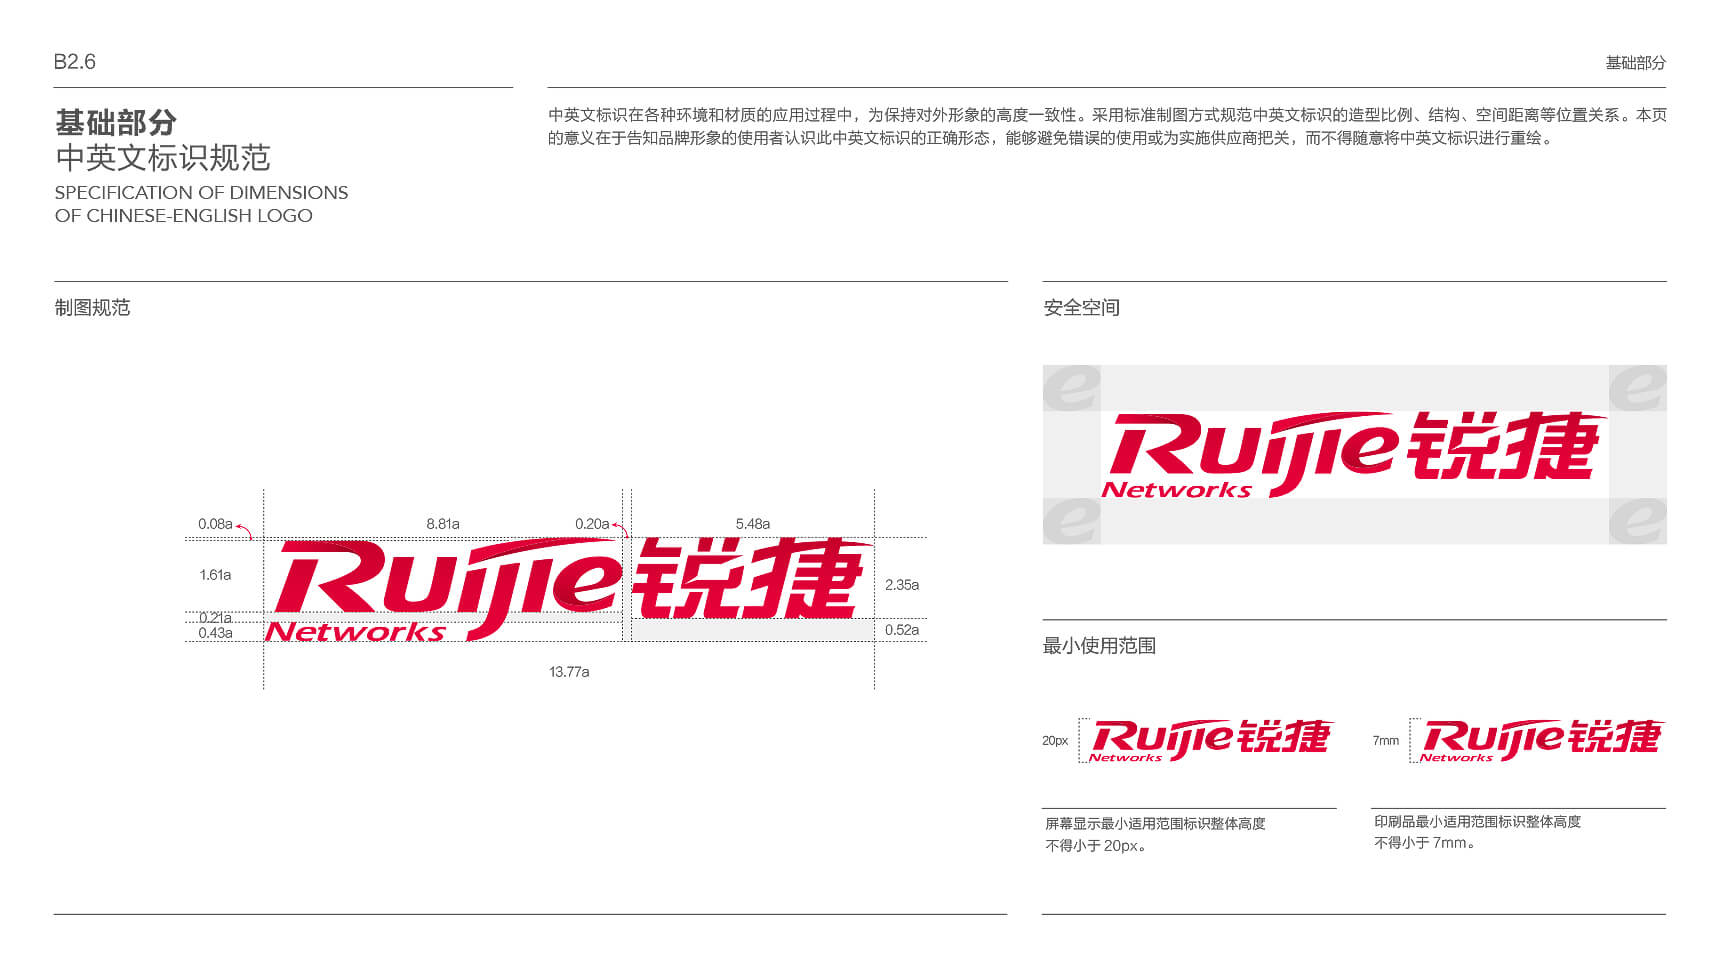 B2.6
基础部分
基础部分
中英文标识规范
SPECIFICATION OF DIMENSIONS
OF CHINESE-ENGLISH LOGO
中英文标识在各种环境和材质的应用过程中，为保持对外形象的高度一致性。采用标准制图方式规范中英文标识的造型比例、结构、空间距离等位置关系。本页
的意义在于告知品牌形象的使用者认识此中英文标识的正确形态，能够避免错误的使用或为实施供应商把关，而不得随意将中英文标识进行重绘。
制图规范
0.08a
8.81a
0.20a
5.48a
1.61a
0.21a
0.43a
2.35a
0.52a
13.77a
Ruijie锐捷
Networks
安全空间
e
e
Ruijie锐捷
Networks
e
e
最小使用范围
20px
Ruijie锐捷
Networks
7mm
Ruijie锐捷
Networks
屏幕显示最小适用范围标识整体高度
不得小于 20px。
印刷品最小适用范围标识整体高度
不得小于 7mm。